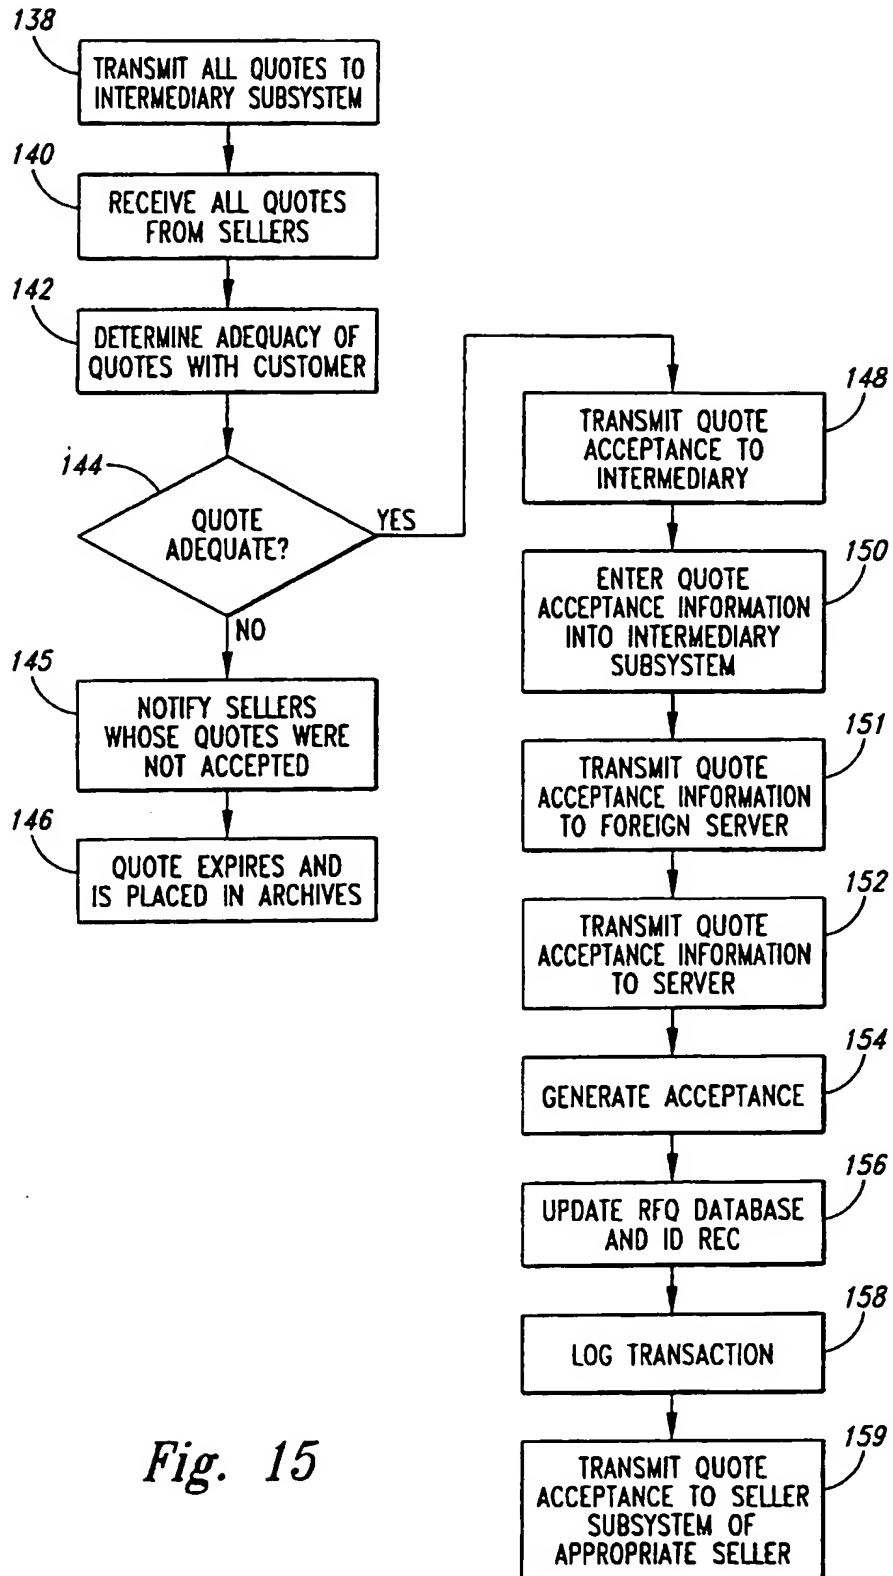 138
TRANSMIT ALL QUOTES TO
INTERMEDIARY SUBSYSTEM
140
RECEIVE ALL QUOTES
FROM SELLERS
142
DETERMINE ADEQUACY OF
QUOTES WITH CUSTOMER
144
QUOTE
ADEQUATE?
YES
NO
145
NOTIFY SELLERS
WHOSE QUOTES WERE
NOT ACCEPTED
146
QUOTE EXPIRES AND
IS PLACED IN ARCHIVES
148
TRANSMIT QUOTE
ACCEPTANCE TO
INTERMEDIARY
150
ENTER QUOTE
ACCEPTANCE INFORMATION
INTO INTERMEDIARY
SUBSYSTEM
151
TRANSMIT QUOTE
ACCEPTANCE INFORMATION
TO FOREIGN SERVER
152
TRANSMIT QUOTE
ACCEPTANCE INFORMATION
TO SERVER
154
GENERATE ACCEPTANCE
156
UPDATE RFQ DATABASE
AND ID REC
158
LOG TRANSACTION
159
TRANSMIT QUOTE
ACCEPTANCE TO SELLER
SUBSYSTEM OF
APPROPRIATE SELLER
Fig. 15